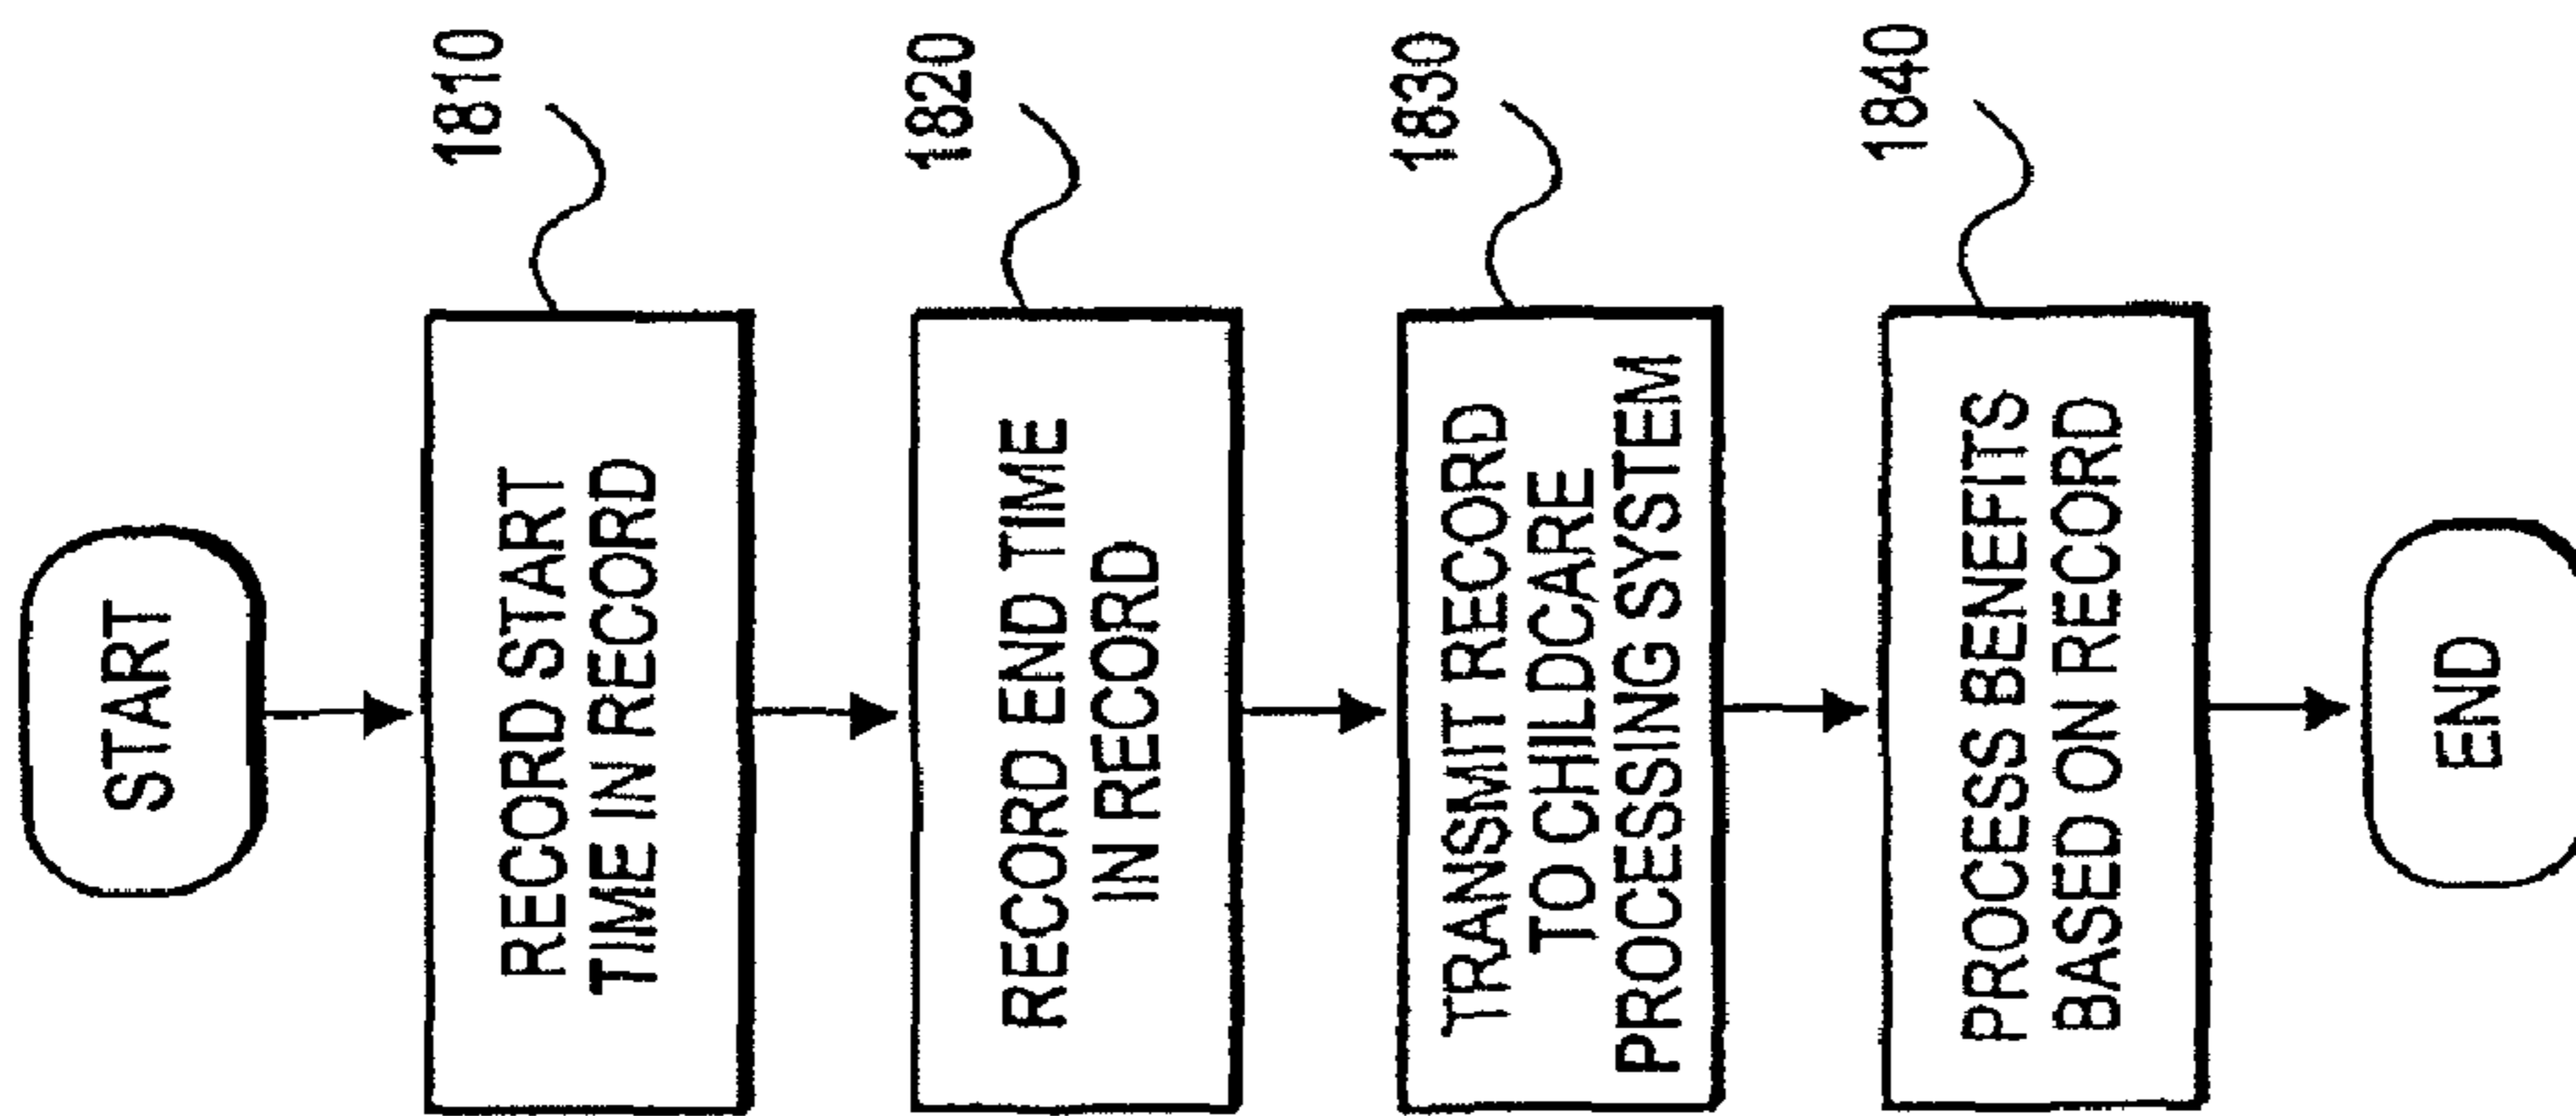 START
RECORD START
TIME IN RECORD
1810
RECORD END TIME
IN RECORD
1820
TRANSMIT RECORD
TO CHILDCARE
PROCESSING SYSTEM
1830
PROCESS BENEFITS
BASED ON RECORD
1840
END